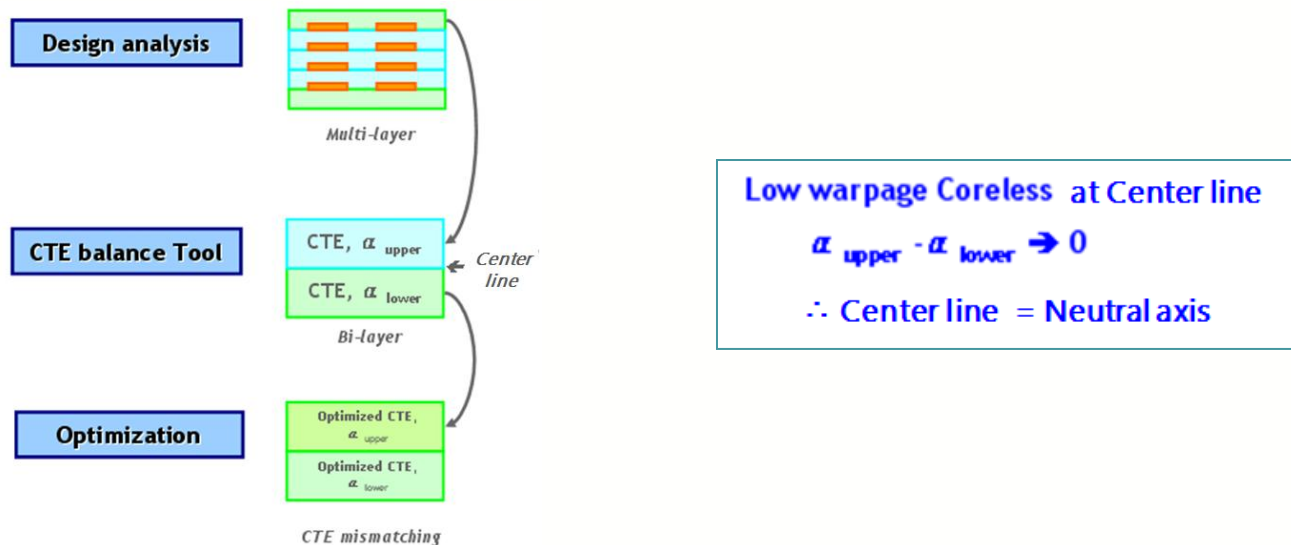 Design analysis
Multi-layer
CTE balance Tool
CTE, α upper
CTE, α lower
Center
line
Bi-layer
Optimization
Optimized CTE,
α upper
Optimized CTE,
α lower
CTE mismatching
Low warpage Coreless at Center line
α upper - α lower → 0
∴ Center line = Neutral axis